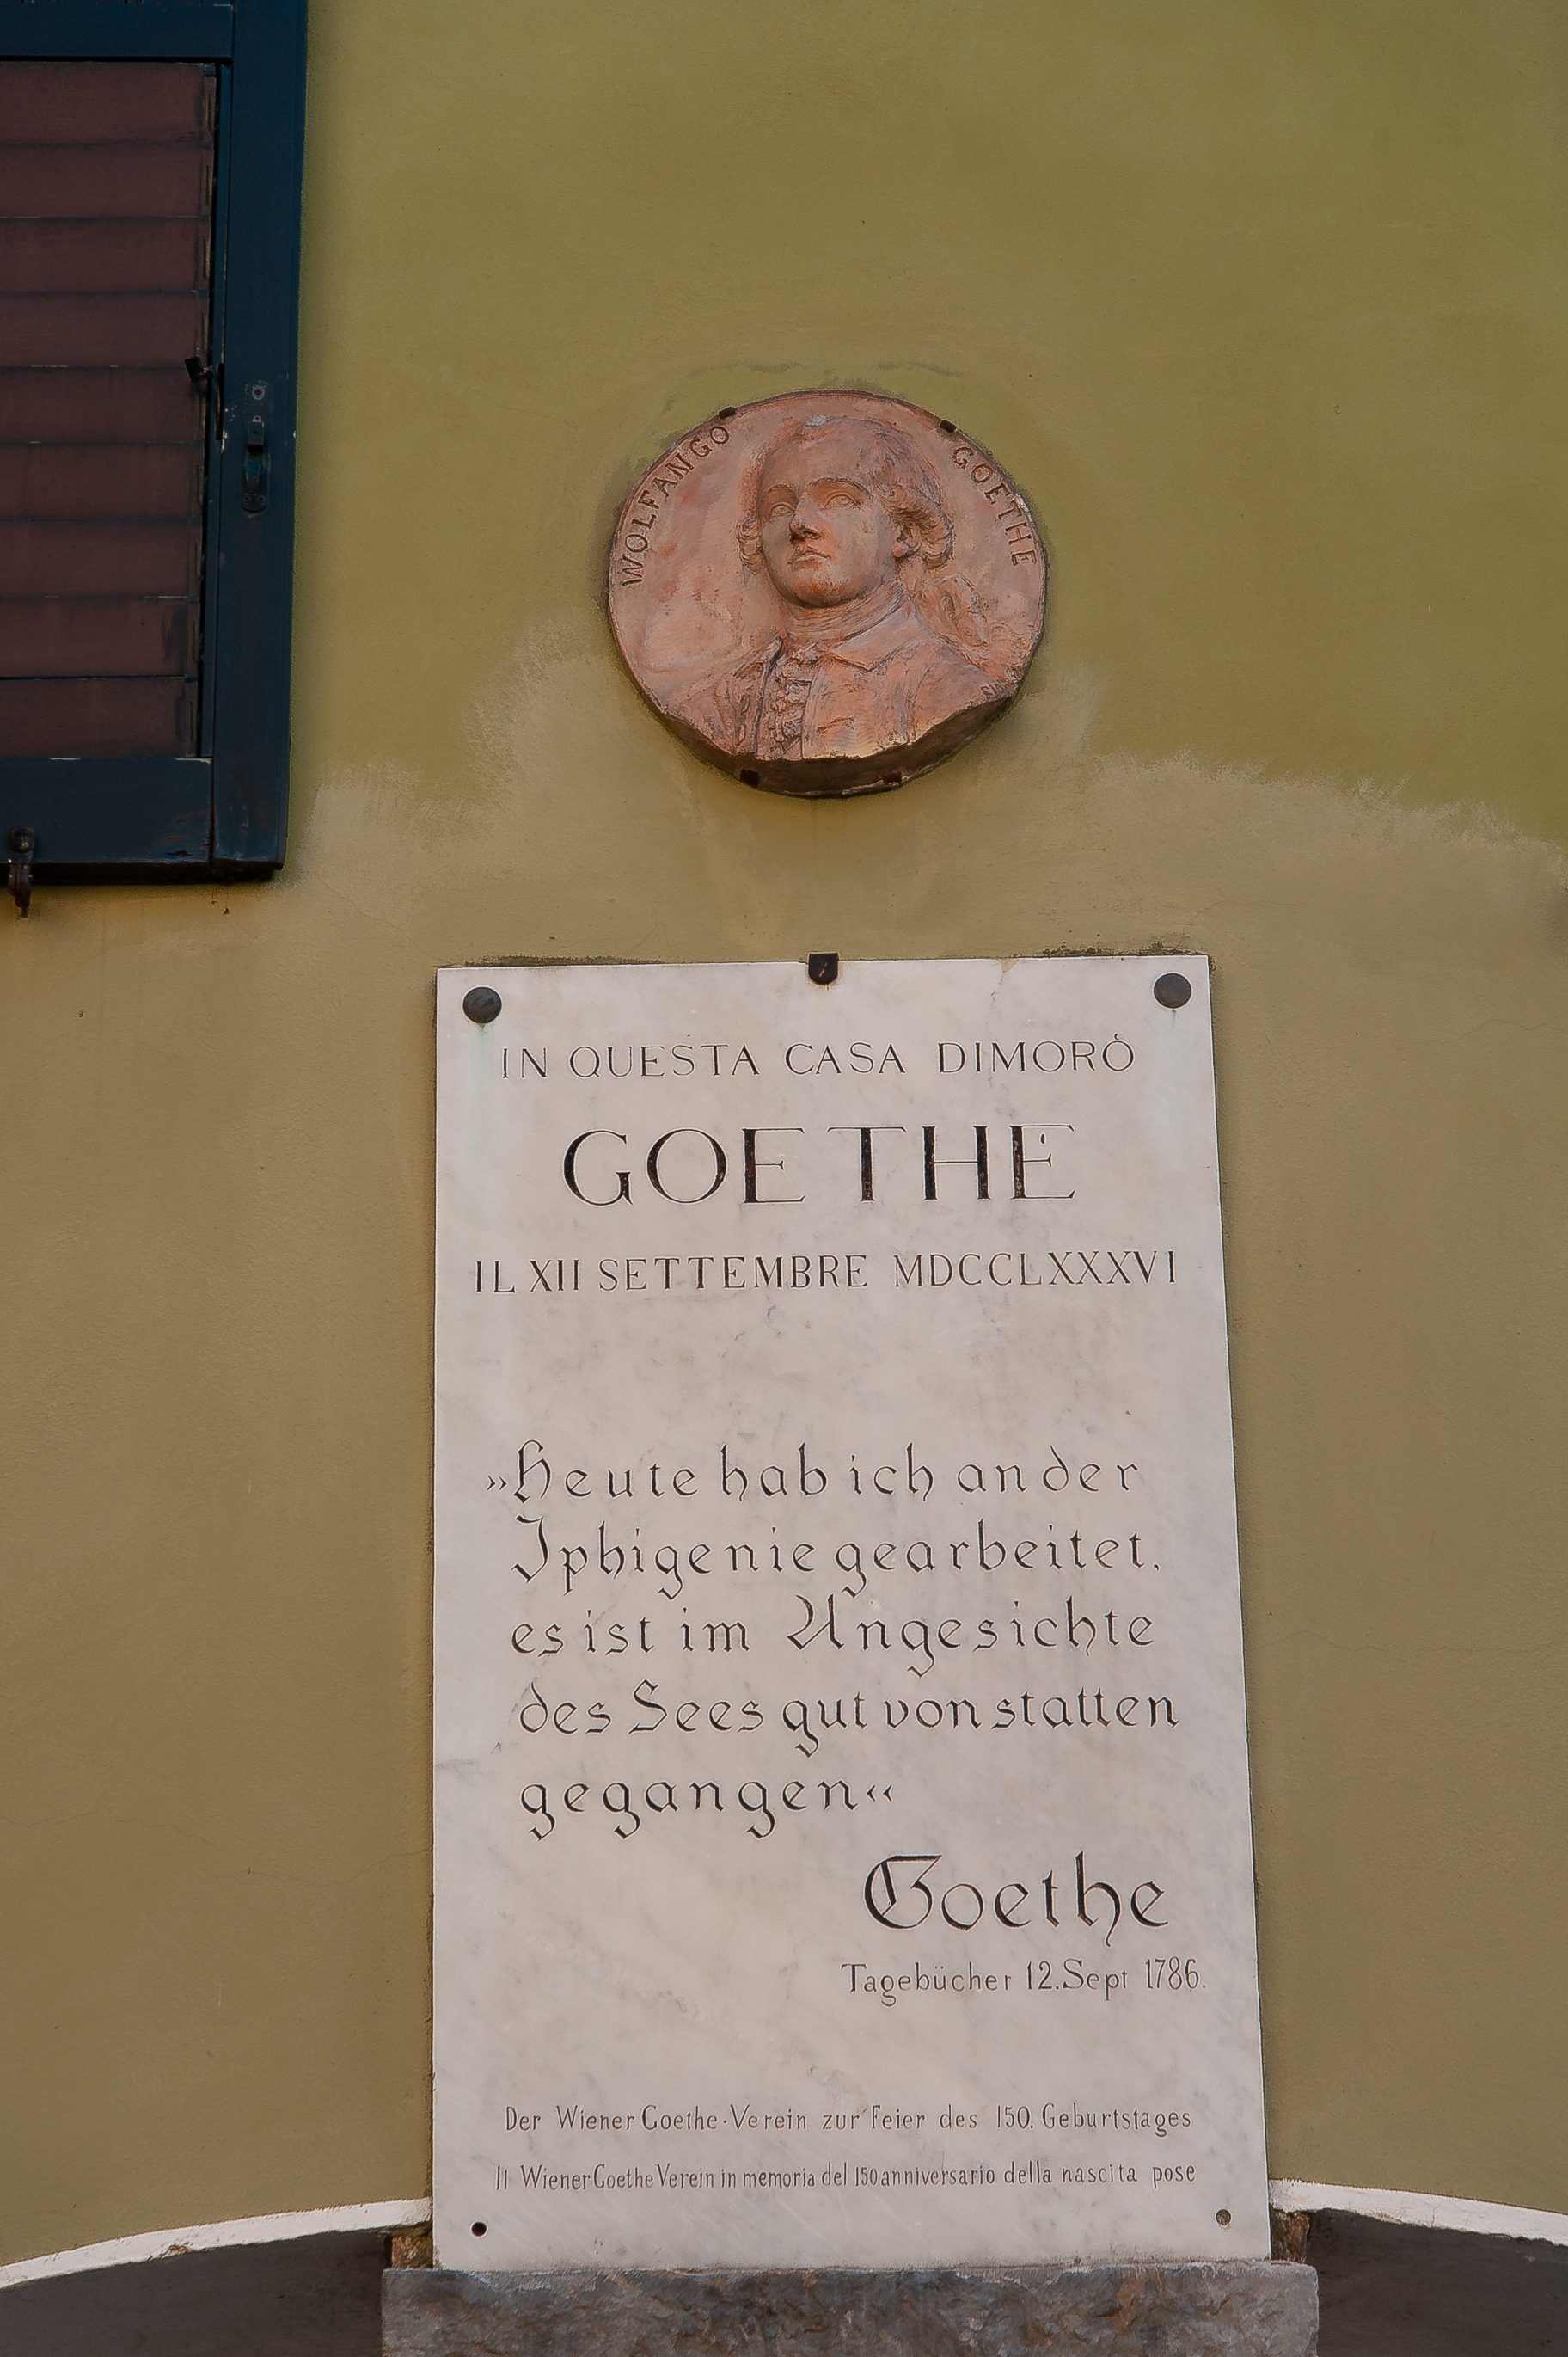 WOLFANGO GOETHE
IN QUESTA CASA DIMORÒ
GOETHE
IL XII SETTEMBRE MDCCLXXXVI
»Heute hab ich an der
Iphigenie gearbeitet.
es ist im Angesichte
des Sees gut von statten
gegangen«
Goethe
Tagebücher 12. Sept 1786.
Der Wiener Goethe-Verein zur Feier des 150. Geburtstages
Il Wiener Goethe Verein in memoria del 150 anniversario della nascita pose